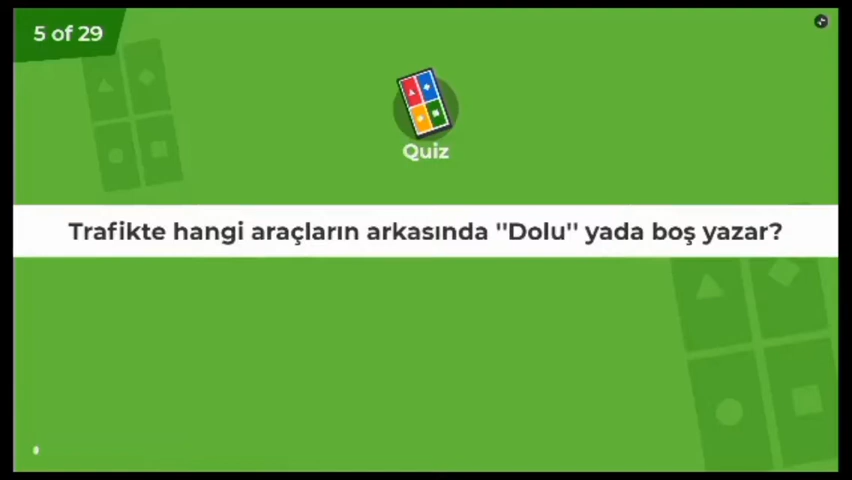 5 of 29
Quiz
Trafikte hangi araçların arkasında "Dolu" yada boş yazar?